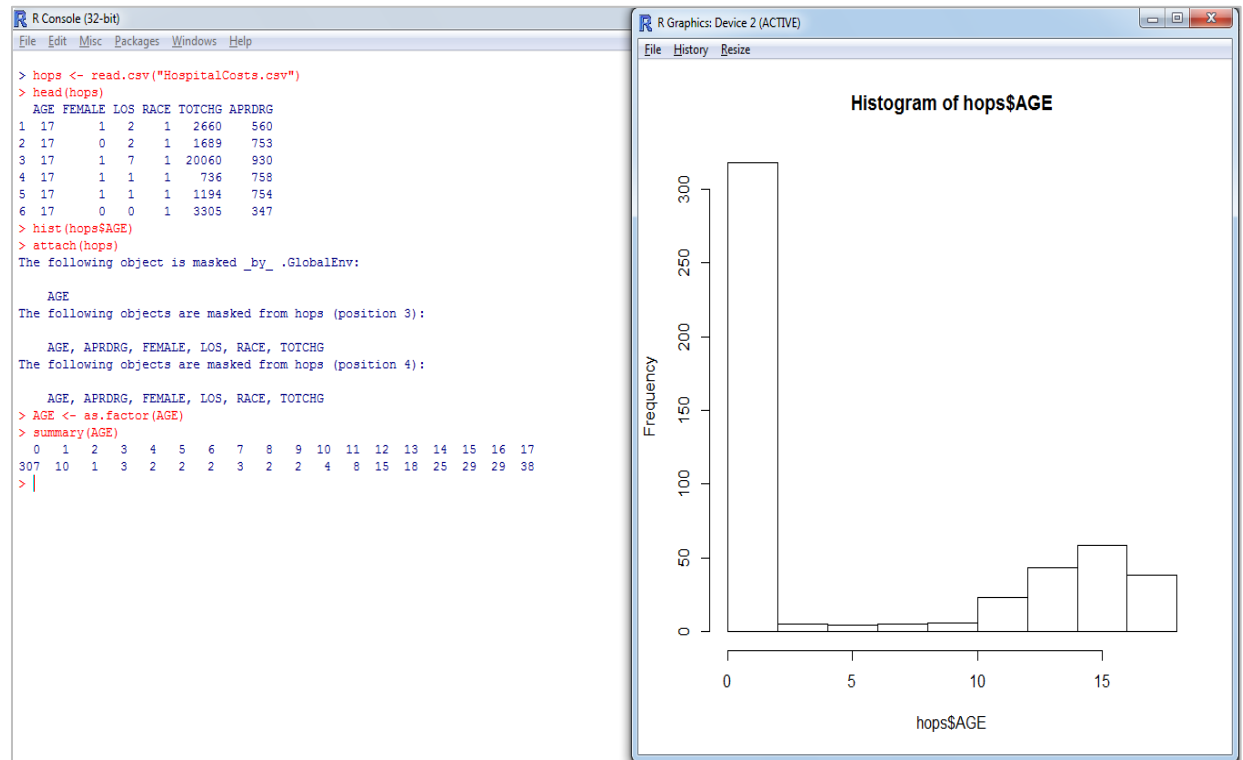 R Console (32-bit)
File Edit Misc Packages Windows Help
> hops <- read.csv("HospitalCosts.csv")
> head(hops)
  AGE FEMALE LOS RACE TOTCHG APRDRG
1  17      1   2    1   2660    560
2  17      0   2    1   1689    753
3  17      1   7    1  20060    930
4  17      1   1    1    736    758
5  17      1   1    1   1194    754
6  17      0   0    1   3305    347
> hist(hops$AGE)
> attach(hops)
The following object is masked _by_ .GlobalEnv:
    AGE
The following objects are masked from hops (position 3):
    AGE, APRDRG, FEMALE, LOS, RACE, TOTCHG
The following objects are masked from hops (position 4):
    AGE, APRDRG, FEMALE, LOS, RACE, TOTCHG
> AGE <- as.factor(AGE)
> summary(AGE)
  0   1   2   3   4   5   6   7   8   9  10  11  12  13  14  15  16  17
307  10   1   3   2   2   2   3   2   2   4   8  15  18  25  29  29  38
>
R Graphics: Device 2 (ACTIVE)
File History Resize
Histogram of hops$AGE
Frequency
300
250
200
150
100
50
0
0 5 10 15
hops$AGE